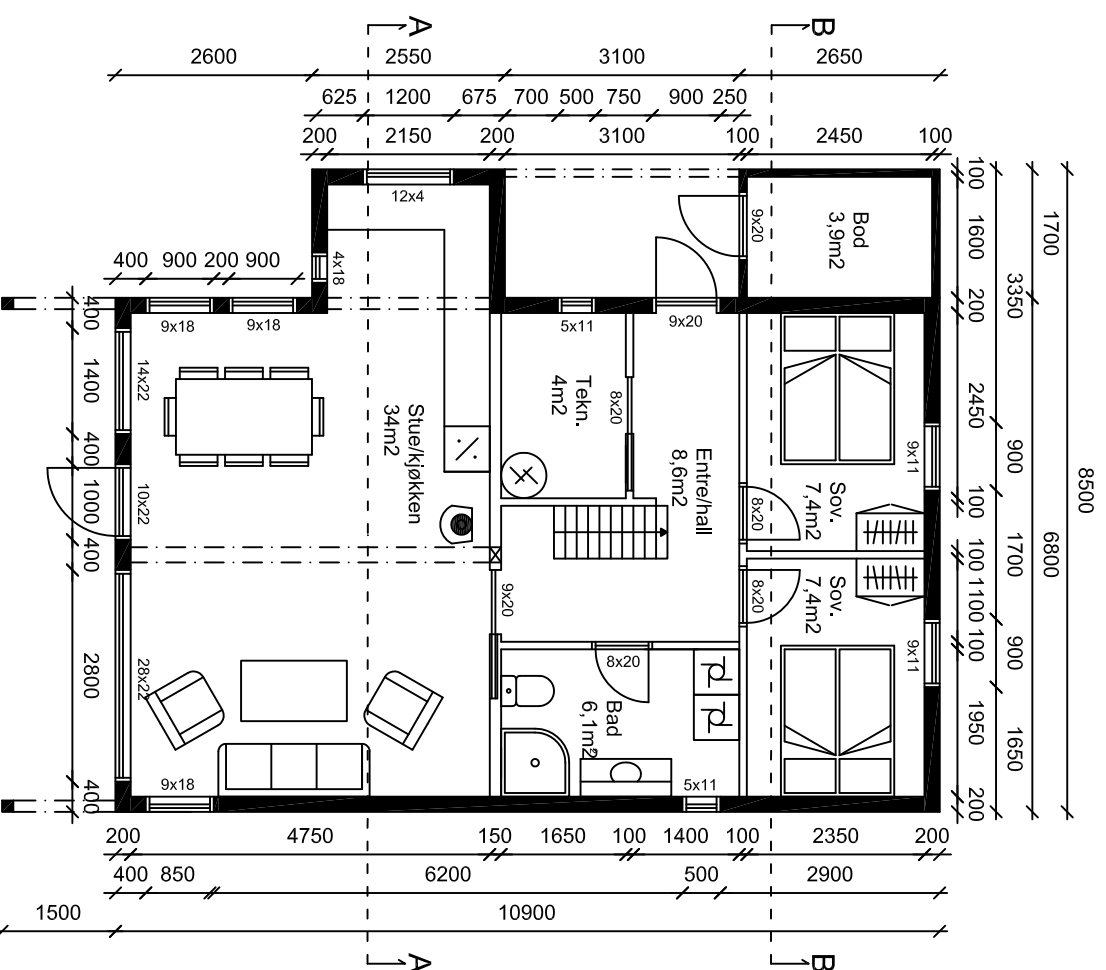 A
B
2600
2550
3100
2650
625
1200
675
700
500
750
900
250
200
2150
200
3100
100
2450
100
12x4
4x18
400
900
200
900
9x18
9x18
5x11
9x20
9x20
Bod
3,9m2
100
1600
200
2450
100
100
1100
100
1950
200
3350
900
1700
900
1650
1700
6800
8500
400
1400
400
1000
400
2800
400
14x22
10x22
28x22
Stue/kjøkken
34m2
Tekn.
4m2
8x20
Entre/hall
8,6m2
8x20
Sov.
7,4m2
9x11
8x20
Sov.
7,4m2
9x11
9x20
8x20
Bad
6,1m2
9x18
5x11
200
4750
150
1650
100
1400
100
2350
200
400
850
6200
500
2900
1500
10900
A
B